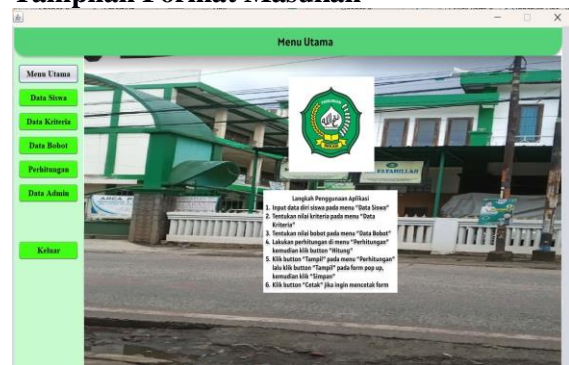 Tampilan Format Masukan
Menu Utama
Menu Utama
Data Siswa
Data Kriteria
Data Bobot
Perhitungan
Data Admin
Keluar
FATAHILLAH
Langkah Penggunaan Aplikasi
1. Input data diri siswa pada menu "Data Siswa"
2. Tentukan nilai kriteria pada menu "Data
Kriteria"
3. Tentukan nilai bobot pada menu "Data Bobot"
4. Lakukan perhitungan di menu "Perhitungan"
kemudian klik button "Hitung"
5. Klik button "Tampil" pada menu "Perhitungan"
lalu klik button "Tampil" pada form pop up,
kemudian klik "Simpan"
6. Klik button "Cetak" jika ingin mencetak form